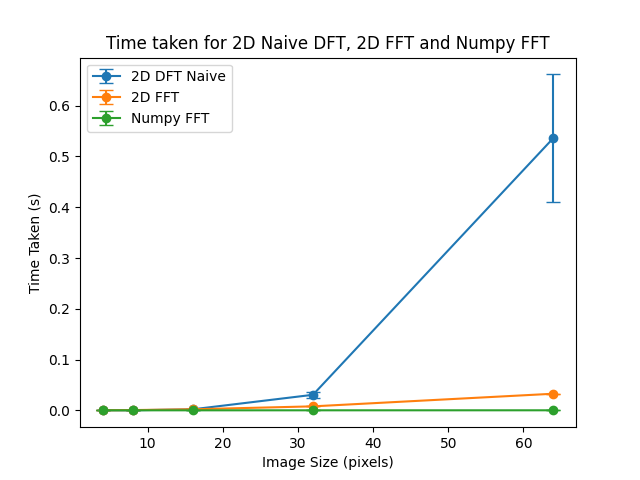 Time taken for 2D Naive DFT, 2D FFT and Numpy FFT
2D DFT Naive
2D FFT
Numpy FFT
Time Taken (s)
0.6
0.5
0.4
0.3
0.2
0.1
0.0
10 20 30 40 50 60
Image Size (pixels)